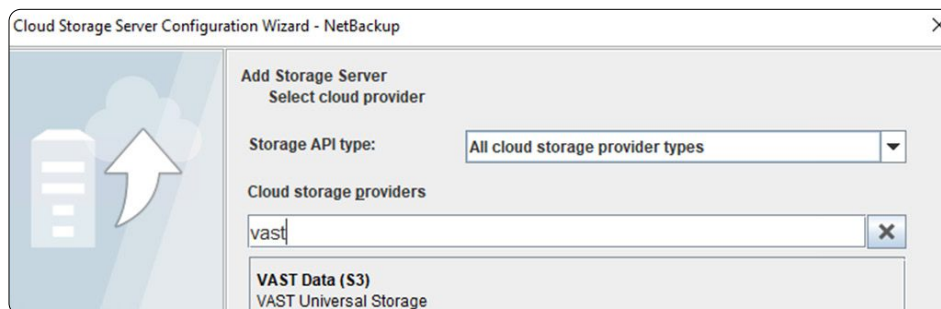 Cloud Storage Server Configuration Wizard - NetBackup
Add Storage Server
Select cloud provider
Storage API type:
All cloud storage provider types
Cloud storage providers
vast
VAST Data (S3)
VAST Universal Storage